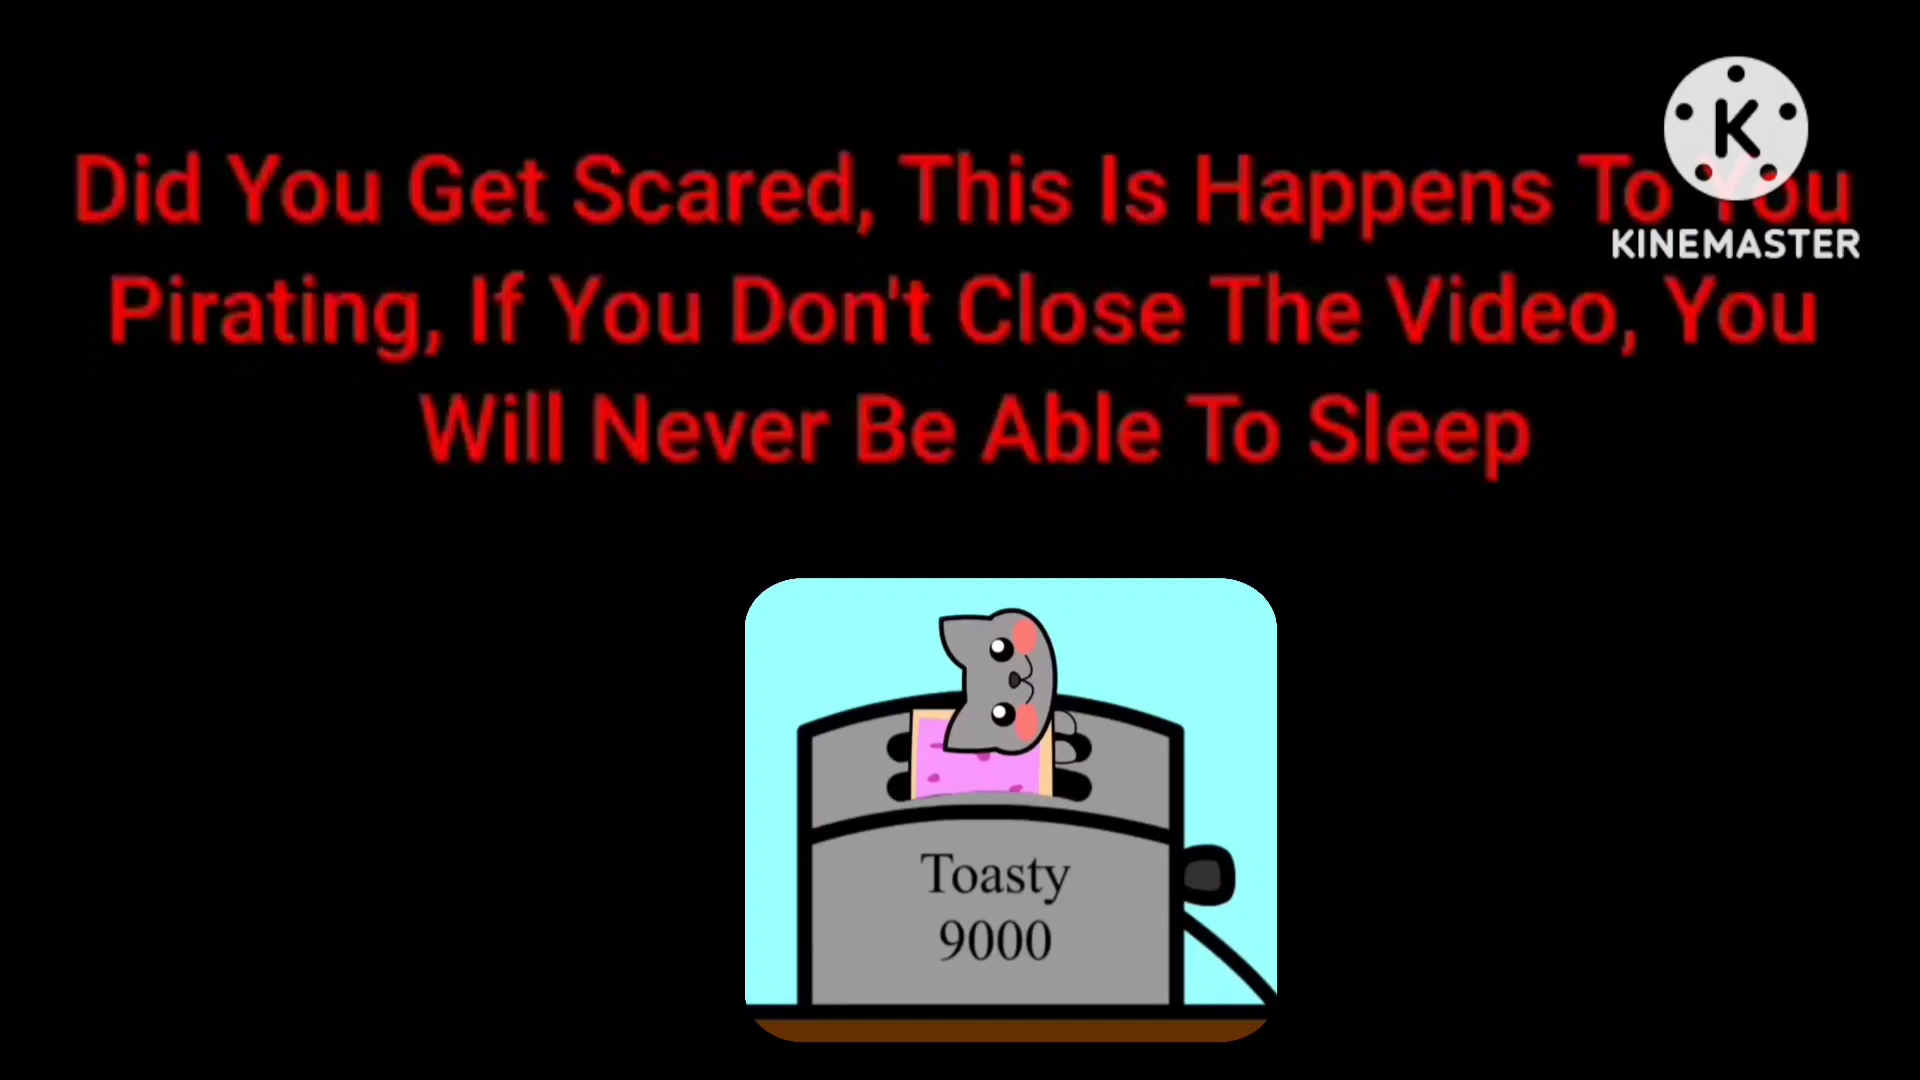 Did You Get Scared, This Is Happens To You
Pirating, If You Don't Close The Video, You
Will Never Be Able To Sleep
K
KINEMASTER
Toasty
9000